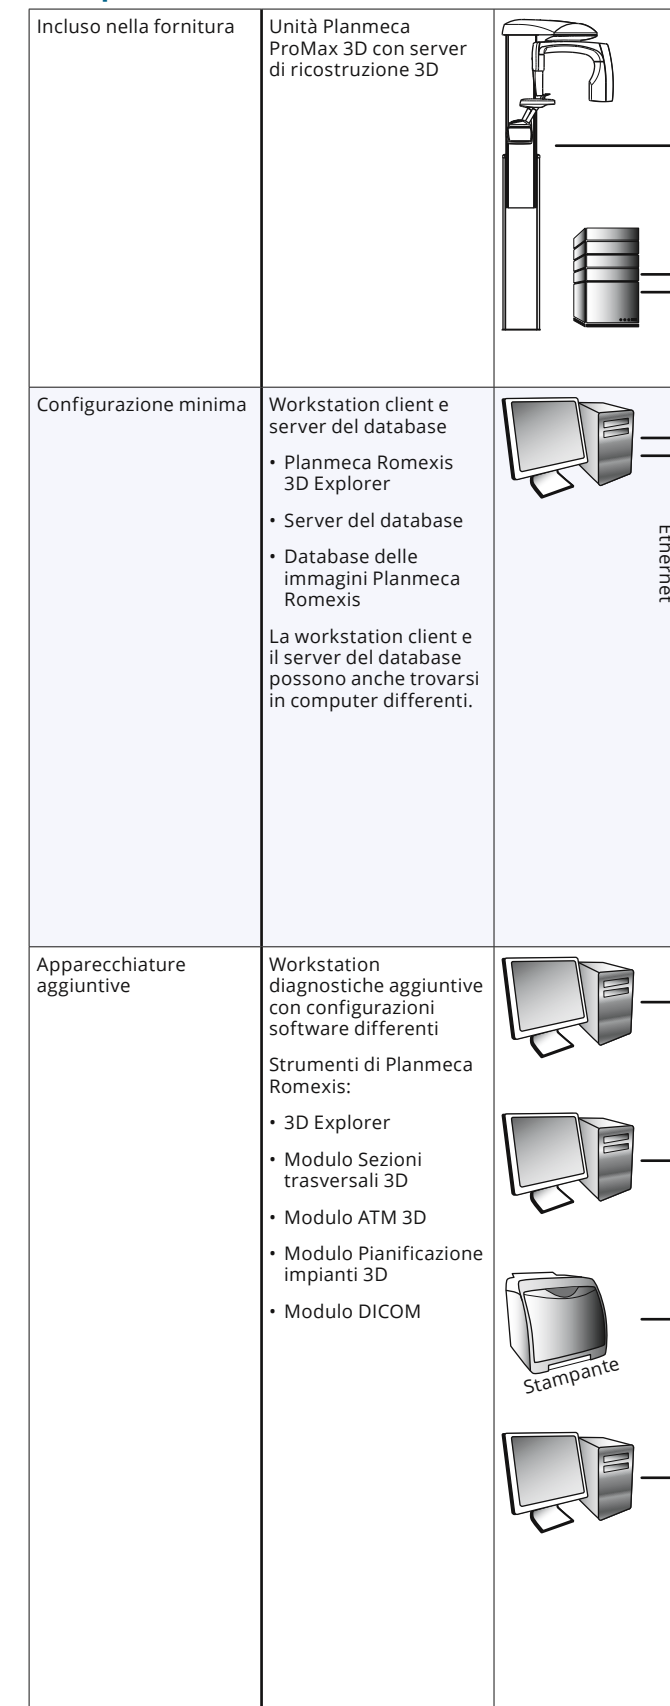 Incluso nella fornitura
Unità Planmeca
ProMax 3D con server
di ricostruzione 3D
Configurazione minima
Workstation client e
server del database
• Planmeca Romexis
3D Explorer
• Server del database
• Database delle
immagini Planmeca
Romexis
La workstation client e
il server del database
possono anche trovarsi
in computer differenti.
Ethernet
Apparecchiature
aggiuntive
Workstation
diagnostiche aggiuntive
con configurazioni
software differenti
Strumenti di Planmeca
Romexis:
• 3D Explorer
• Modulo Sezioni
trasversali 3D
• Modulo ATM 3D
• Modulo Pianificazione
impianti 3D
• Modulo DICOM
Stampante